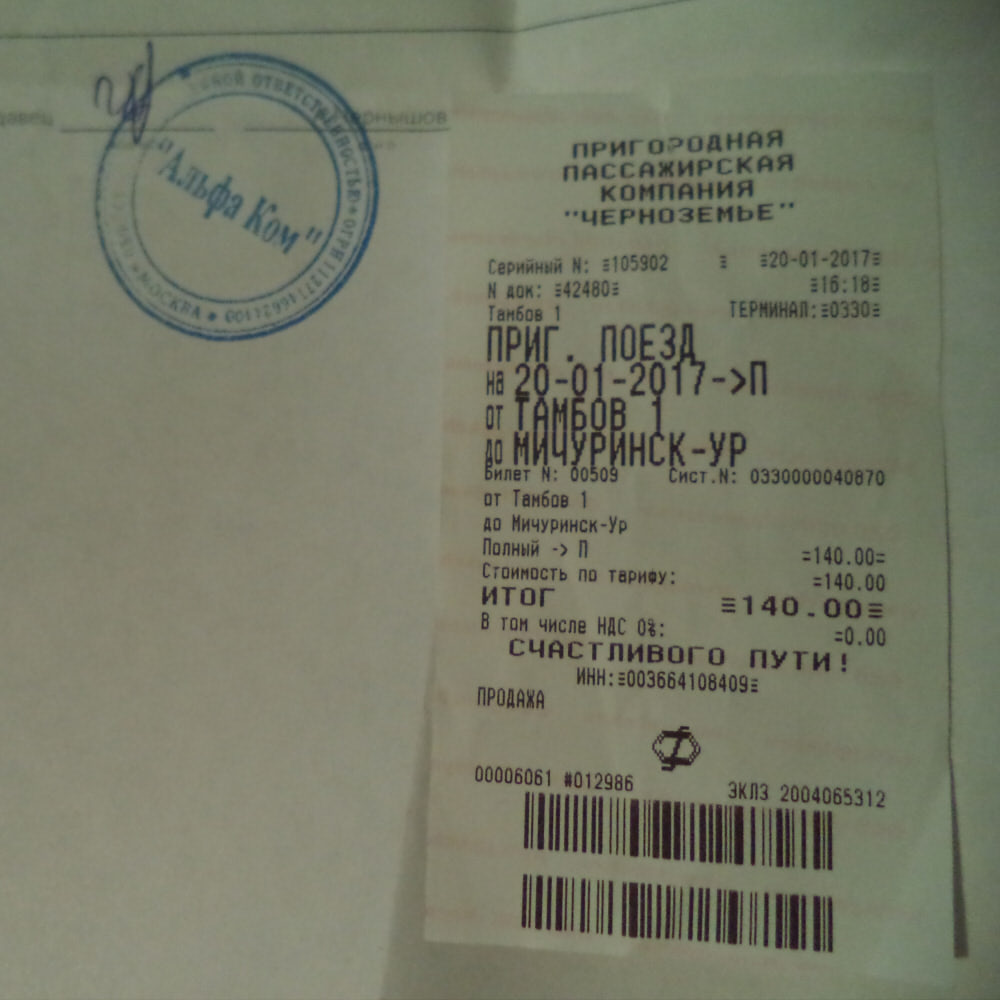 "Альфа Ком"
МОСКВА
ОТВЕТСТВЕННОСТЬЮ
ОГРН
ПРИГОРОДНАЯ
ПАССАЖИРСКАЯ
КОМПАНИЯ
"ЧЕРНОЗЕМЬЕ"
Серийный N: ≡105902 ≡ ≡20-01-2017≡
N док: ≡42480≡ ≡16:18≡
Тамбов 1 ТЕРМИНАЛ:≡0330≡
ПРИГ. ПОЕЗД
на 20-01-2017->П
от ТАМБОВ 1
до МИЧУРИНСК-УР
Билет N: 00509 Сист.N: 0330000040870
от Тамбов 1
до Мичуринск-Ур
Полный -> П =140.00=
Стоимость по тарифу: =140.00
ИТОГ ≡140.00≡
В том числе НДС 0%: =0.00
СЧАСТЛИВОГО ПУТИ!
ИНН:≡003664108409≡
ПРОДАЖА
00006061 #012986 ЭКЛЗ 2004065312